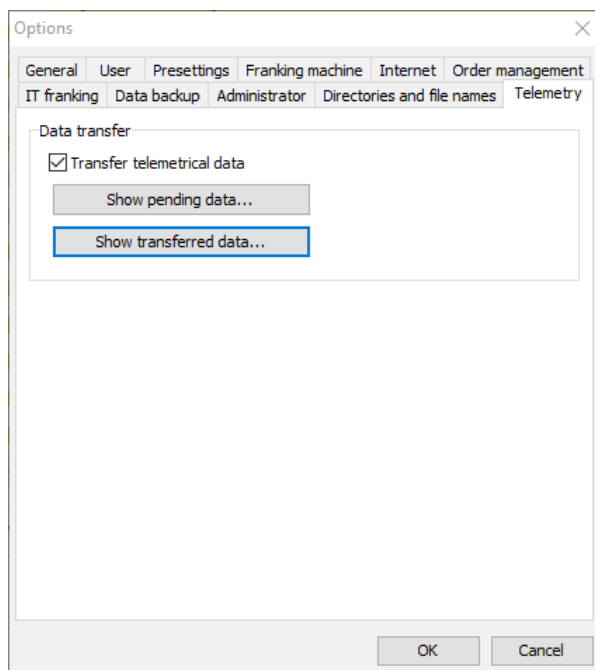 Options
General User Presettings Franking machine Internet Order management
IT franking Data backup Administrator Directories and file names Telemetry
Data transfer
Transfer telemetrical data
Show pending data...
Show transferred data...
OK Cancel